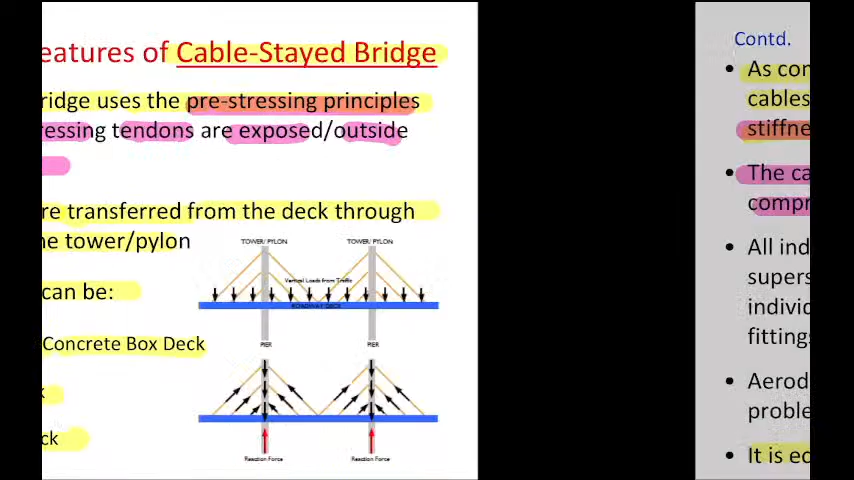 eatures of Cable-Stayed Bridge
ridge uses the pre-stressing principles
ressing tendons are exposed/outside
re transferred from the deck through
he tower/pylon
can be:
Concrete Box Deck
k
ck
TOWER/ PYLON
TOWER/ PYLON
Vertical Loads from Traffic
ROADWAY DECK
PIER
PIER
Reaction Force
Reaction Force
Contd.
• As con
cables
stiffne
• The ca
compr
• All indi
supers
individ
fittings
• Aerod
proble
• It is ec